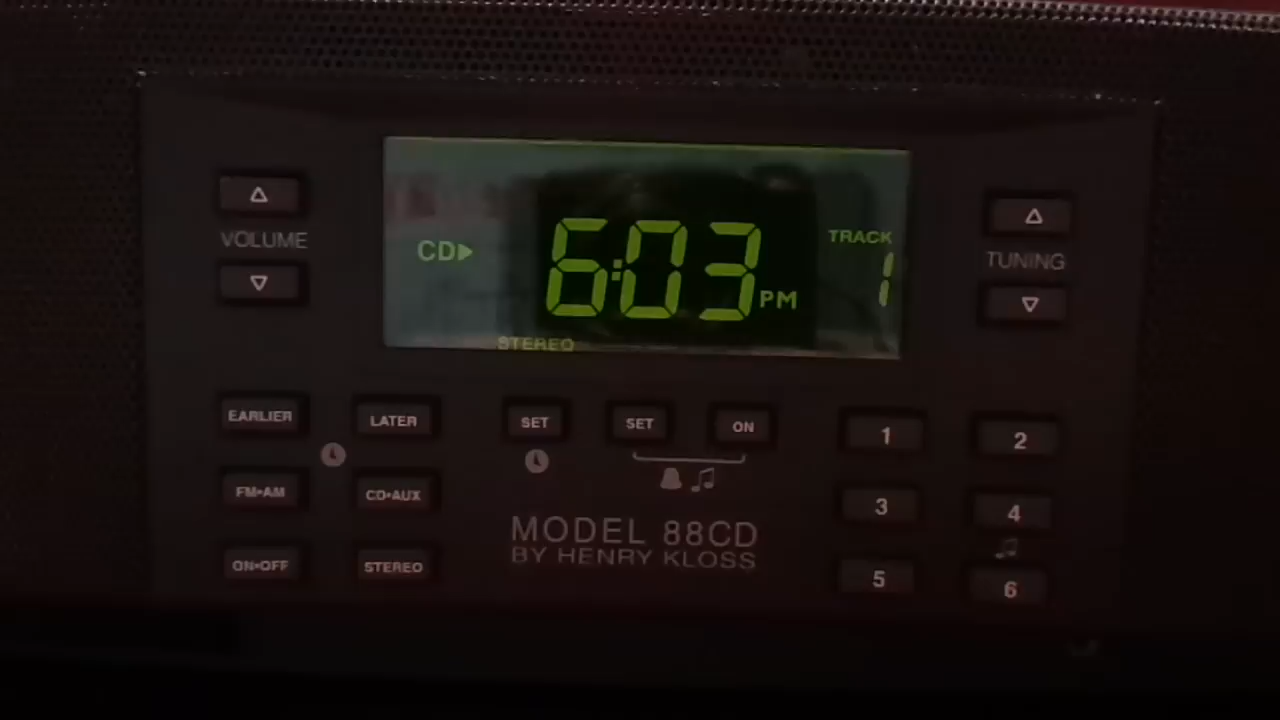 CD
6:03 PM
TRACK
1
STEREO
VOLUME
TUNING
EARLIER
LATER
SET
SET
ON
1
2
FM•AM
CD•AUX
3
4
MODEL 88CD
BY HENRY KLOSS
ON•OFF
STEREO
5
6